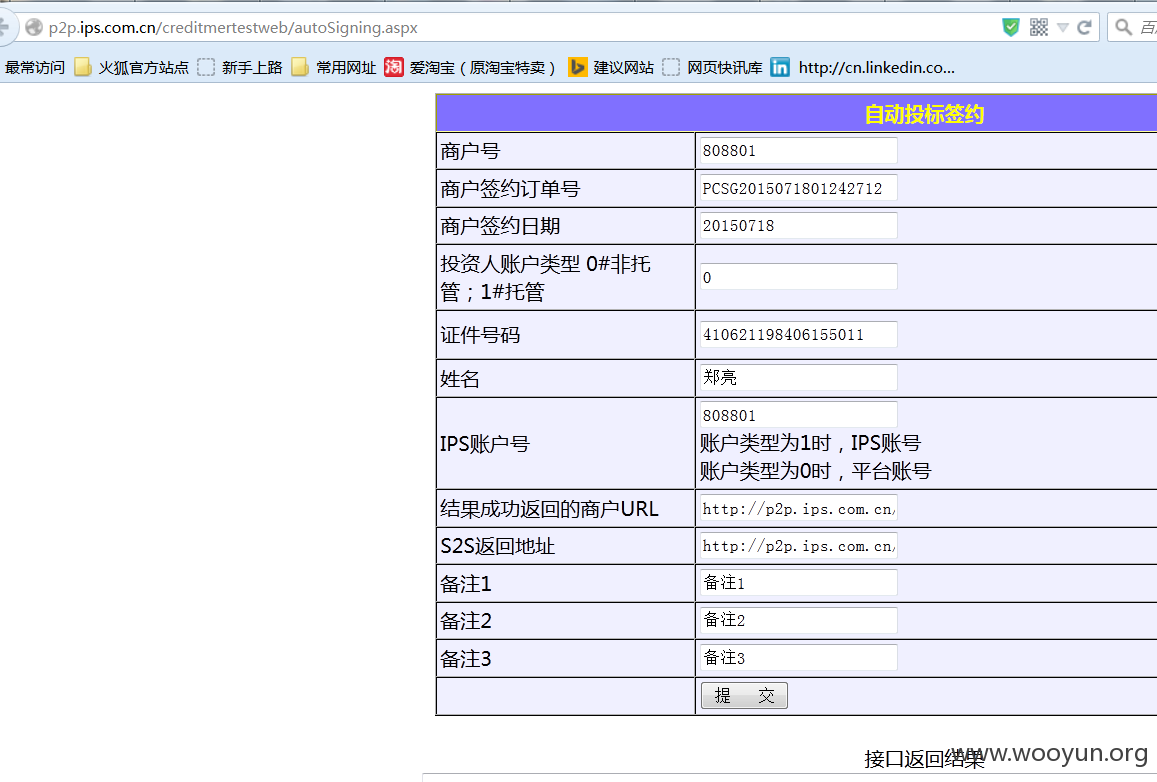 p2p.ips.com.cn/creditmertestweb/autoSigning.aspx
最常访问 火狐官方站点 新手上路 常用网址 淘 爱淘宝（原淘宝特卖） 建议网站 网页快讯库 in http://cn.linkedin.co...
自动投标签约
商户号 808801
商户签约订单号 PCSG2015071801242712
商户签约日期 20150718
投资人账户类型 0#非托
管；1#托管 0
证件号码 410621198406155011
姓名 郑亮
IPS账户号 808801
账户类型为1时，IPS账号
账户类型为0时，平台账号
结果成功返回的商户URL http://p2p.ips.com.cn/
S2S返回地址 http://p2p.ips.com.cn/
备注1 备注1
备注2 备注2
备注3 备注3
提 交
接口返回结果
www.wooyun.org